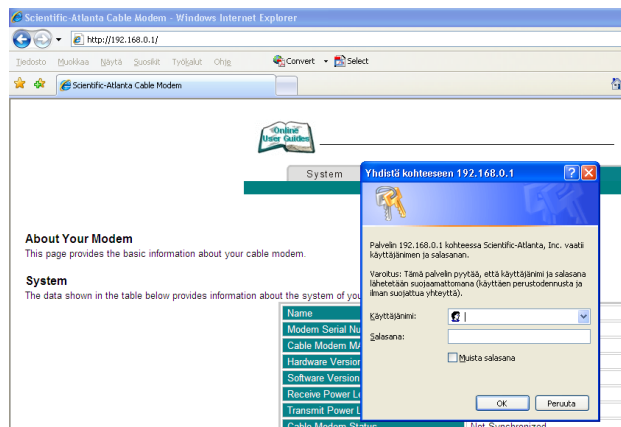 Scientific-Atlanta Cable Modem - Windows Internet Explorer
http://192.168.0.1/
Tiedosto Muokkaa Näytä Suosikit Työkalut Ohje Convert Select
Scientific-Atlanta Cable Modem
Online
User Guides
System
Yhdistä kohteeseen 192.168.0.1
Palvelin 192.168.0.1 kohteessa Scientific-Atlanta, Inc. vaatii
käyttäjänimen ja salasanan.
Varoitus: Tämä palvelin pyytää, että käyttäjänimi ja salasana
lähetetään suojaamattomana (käyttäen perustodennusta ja
ilman suojattua yhteyttä).
Käyttäjänimi:
Salasana:
Muista salasana
OK Peruuta
About Your Modem
This page provides the basic information about your cable modem.
System
The data shown in the table below provides information about the system of you
Name
Modem Serial Nu
Cable Modem MA
Hardware Version
Software Version
Receive Power Le
Transmit Power L
Cable Modem Status Not Synchronized